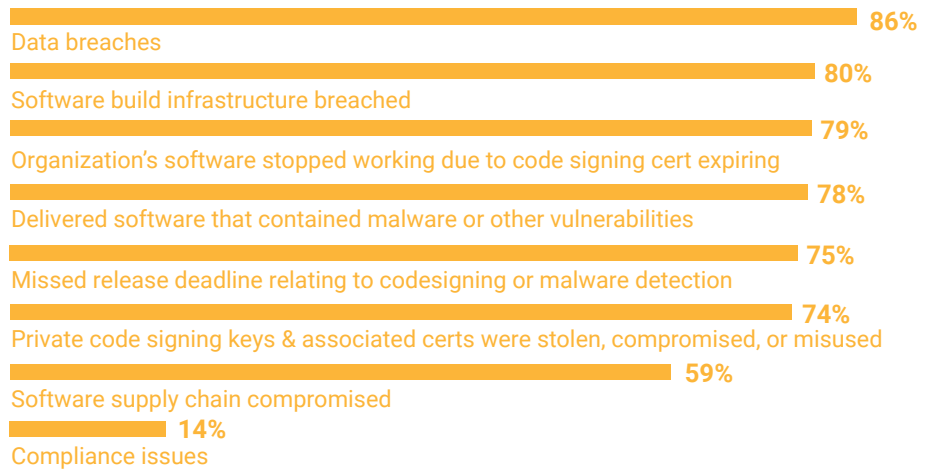 86%
Data breaches
80%
Software build infrastructure breached
79%
Organization’s software stopped working due to code signing cert expiring
78%
Delivered software that contained malware or other vulnerabilities
75%
Missed release deadline relating to codesigning or malware detection
74%
Private code signing keys & associated certs were stolen, compromised, or misused
59%
Software supply chain compromised
14%
Compliance issues